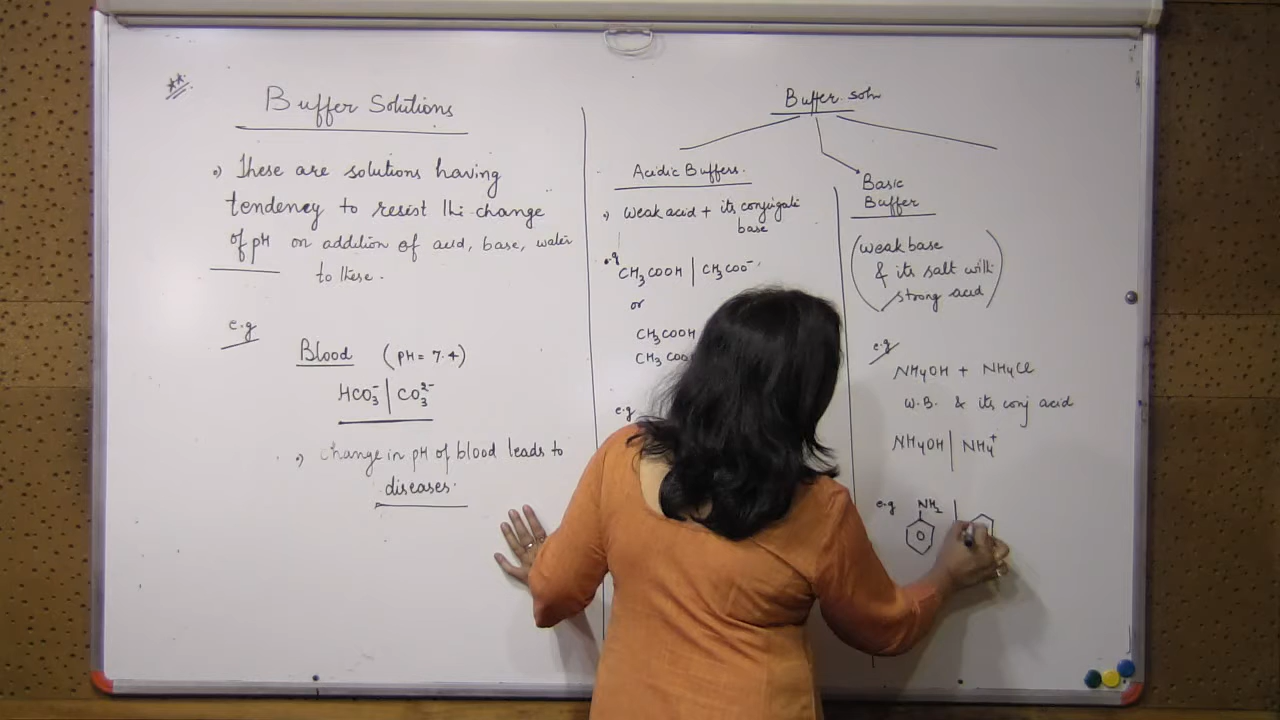 **
Buffer Solutions
•) These are solutions having
tendency to resist the change
of pH on addition of acid, base, water
to these.
e.g
Blood (pH = 7.4)
HCO₃⁻ | CO₃²⁻
•) Change in pH of blood leads to
diseases.
Buffer soln
Acidic Buffers.
•) Weak acid + its conjugate
base
e.g
CH₃COOH | CH₃COO⁻
or
CH₃COOH
CH₃COO
e.g
Basic
Buffer
(weak base
& its salt with
strong acid)
e.g
NH₄OH + NH₄Cl
W.B. & its conj acid
NH₄OH | NH₄⁺
e.g NH₂ |